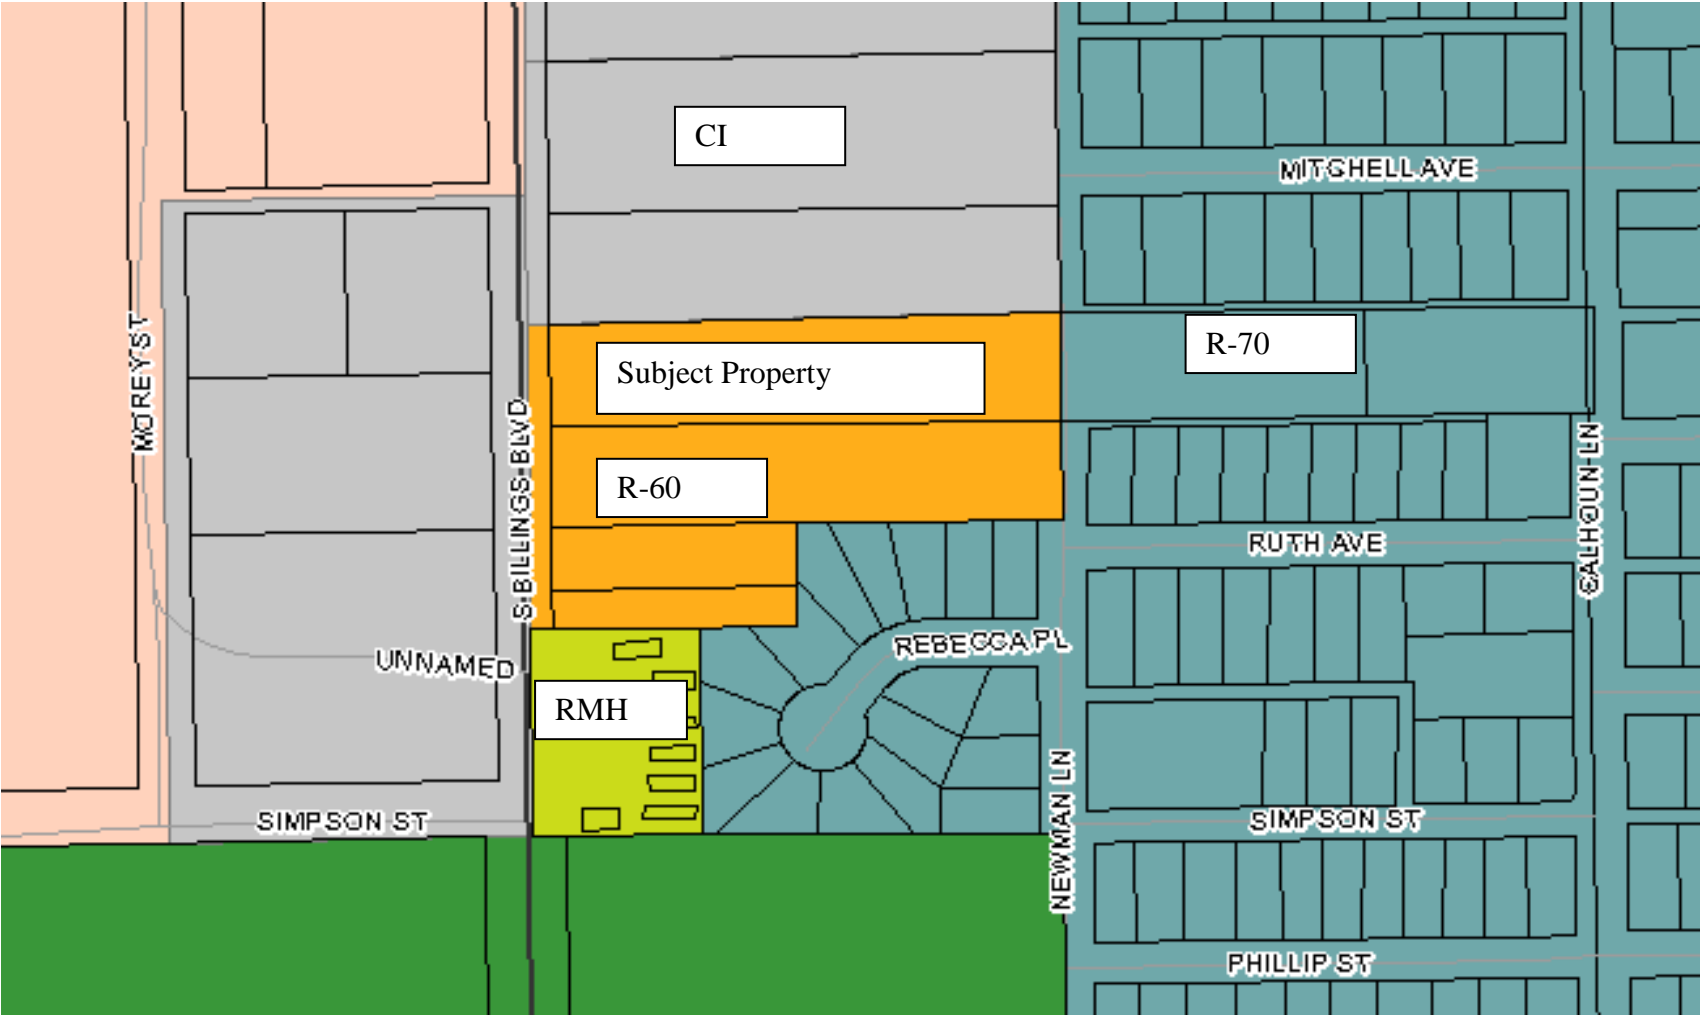 CI
MITCHELL AVE
R-70
Subject Property
MOREY ST
S BILLINGS BLVD
R-60
CALHOUN LN
RUTH AVE
REBECCA PL
UNNAMED
RMH
SIMPSON ST
SIMPSON ST
NEWMAN LN
PHILLIP ST